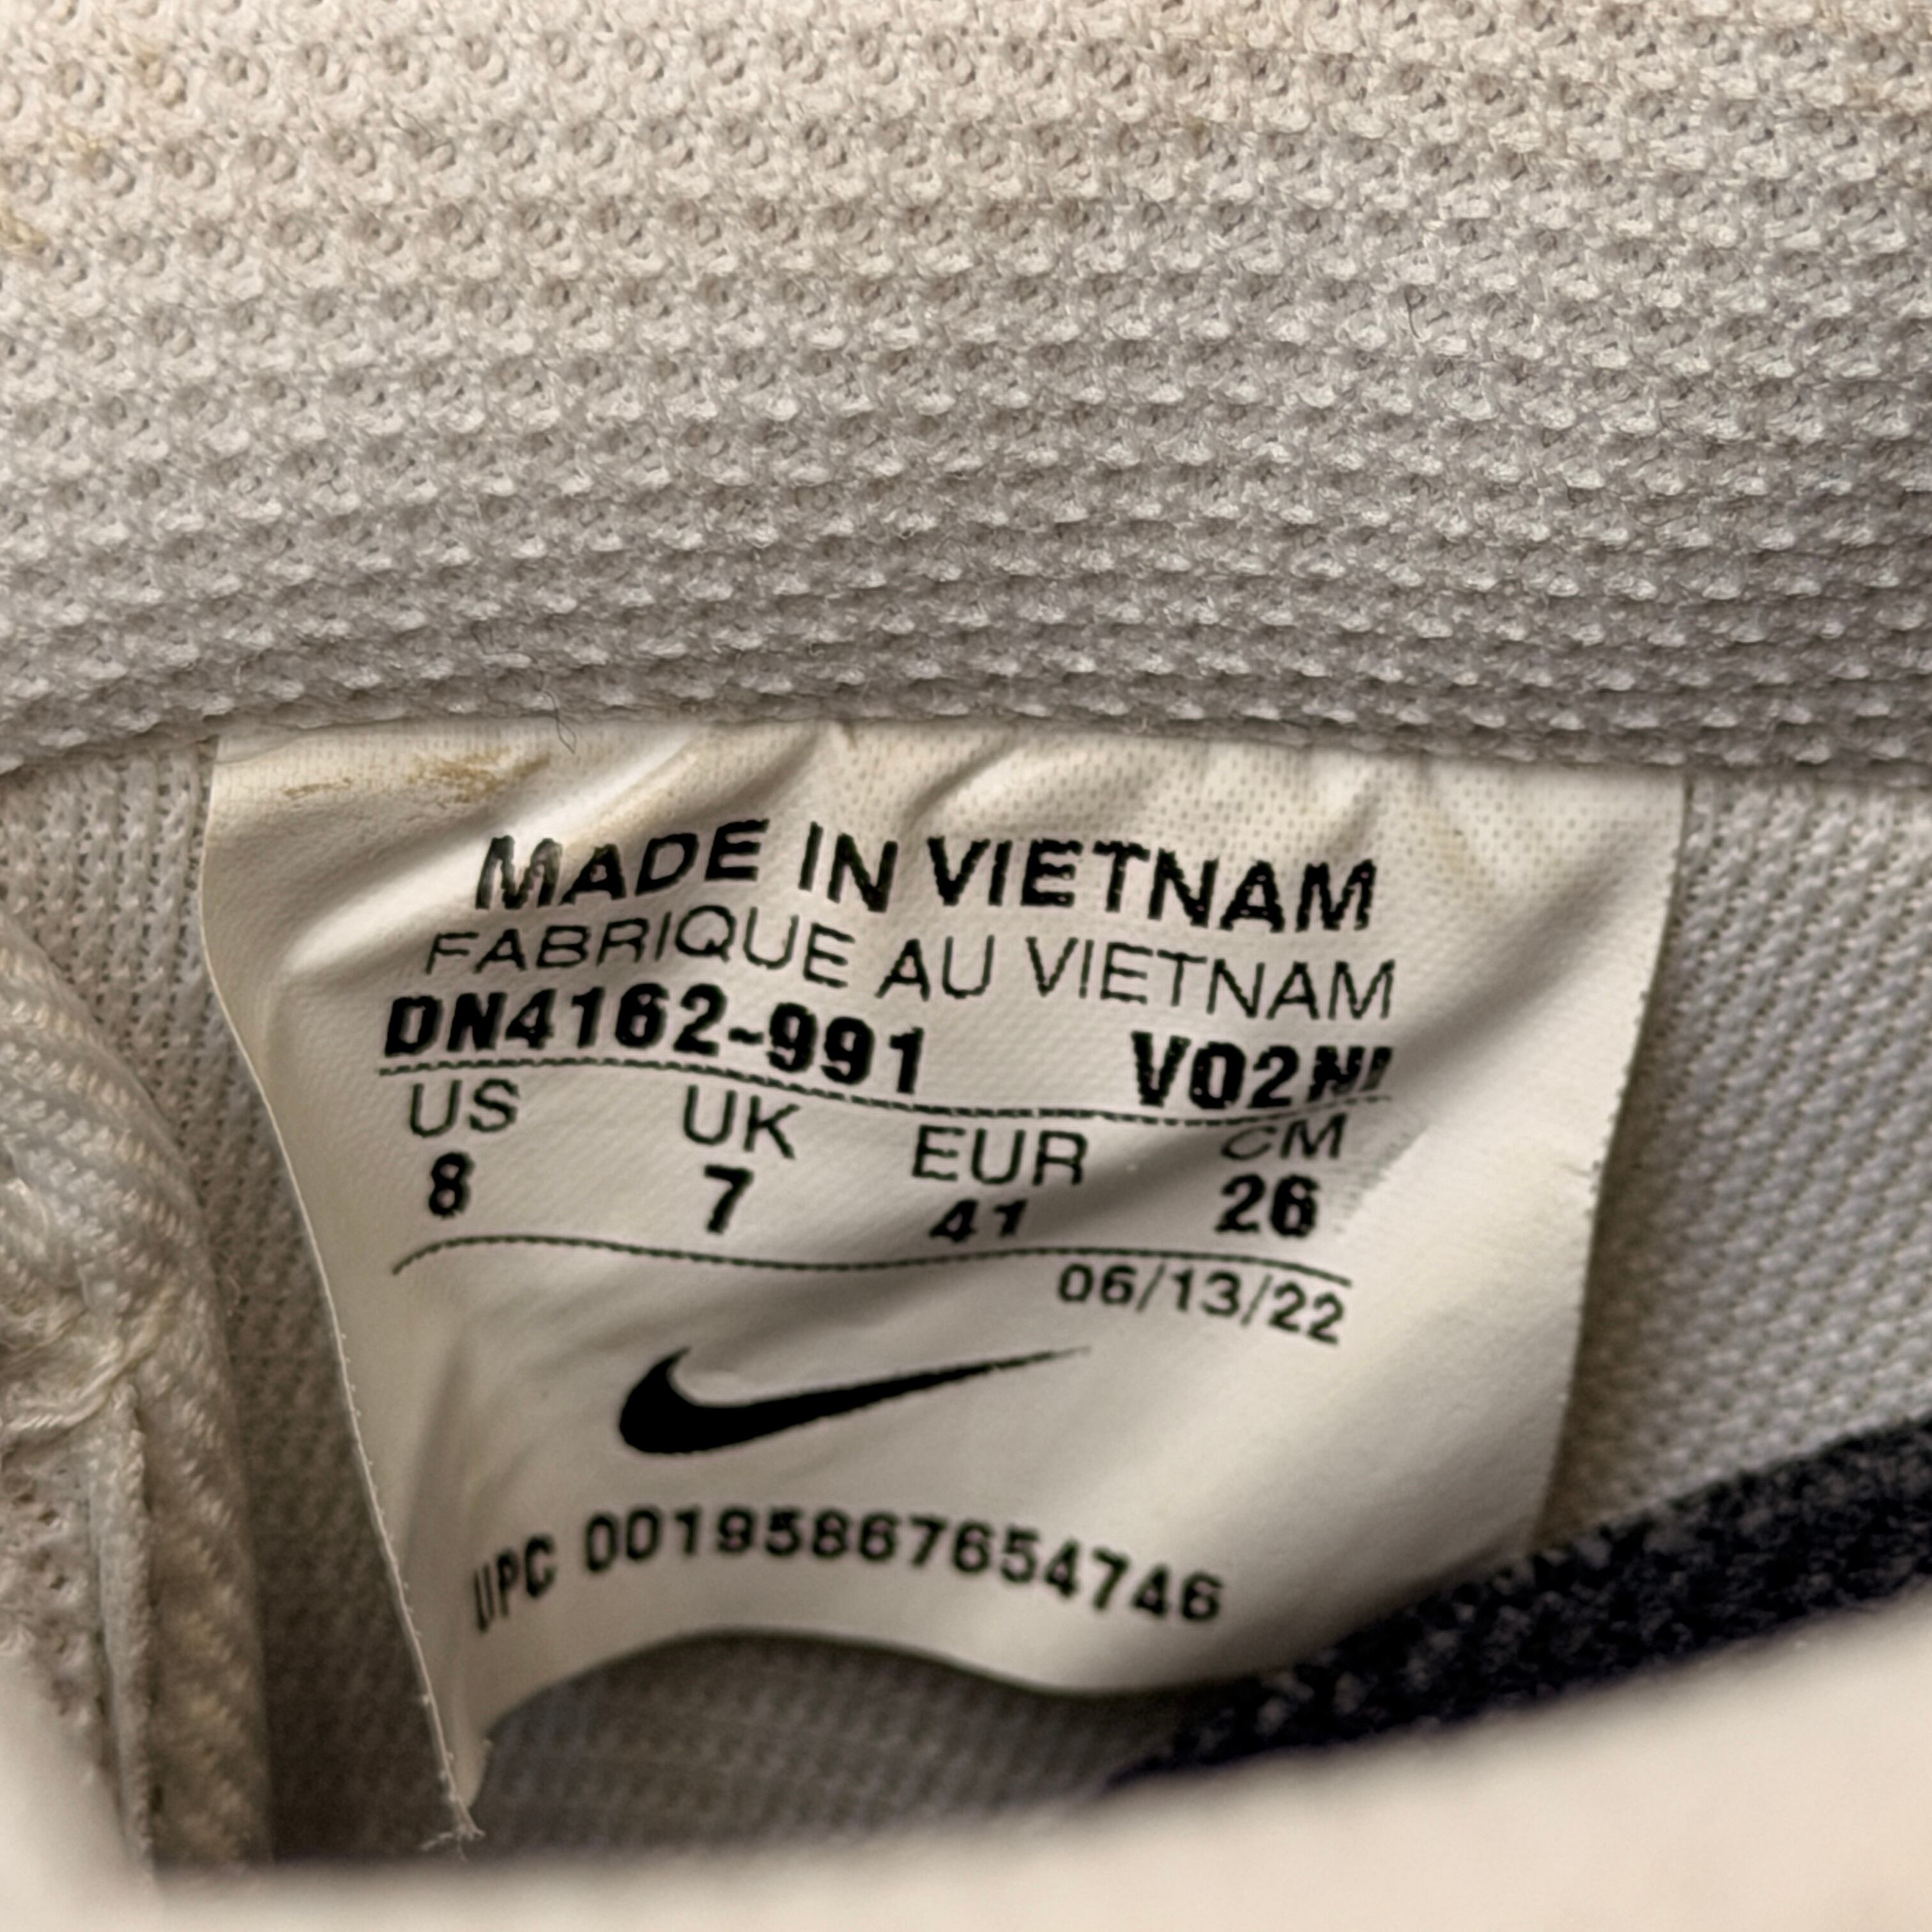 MADE IN VIETNAM
FABRIQUE AU VIETNAM
DN4162-991 V02NI
US UK EUR CM
8 7 41 26
06/13/22
UPC 00195867654746